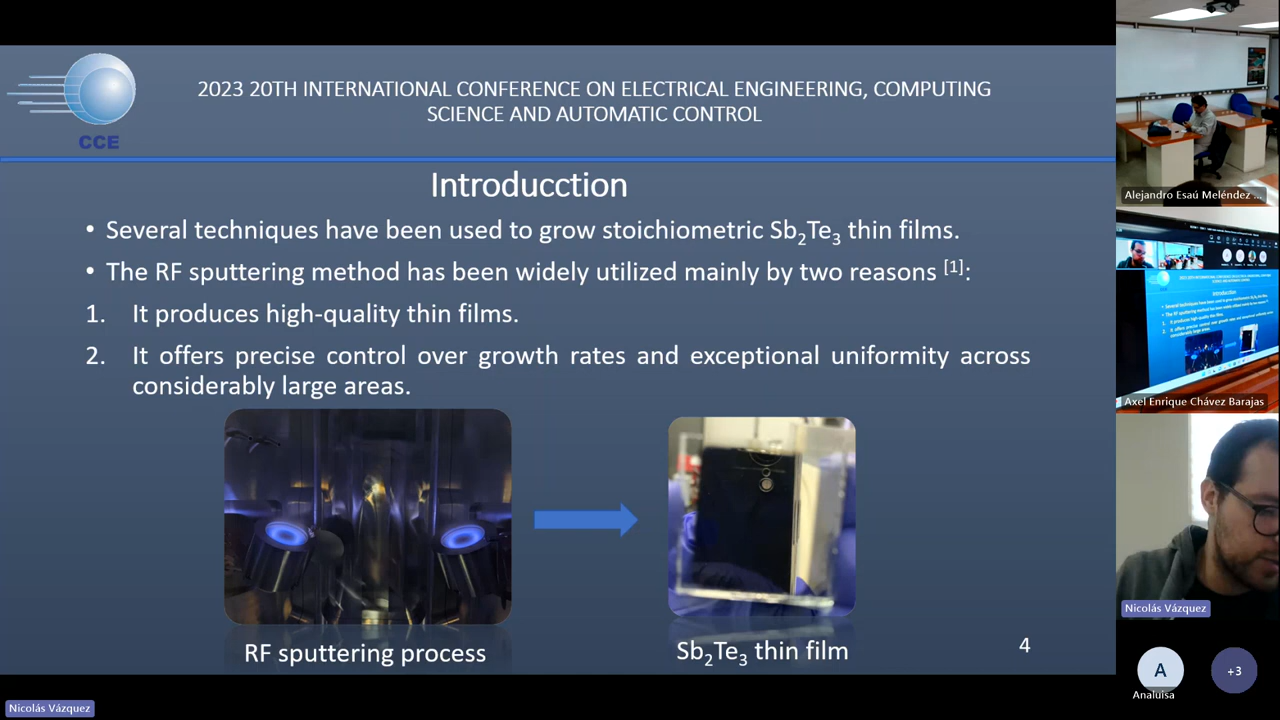 2023 20TH INTERNATIONAL CONFERENCE ON ELECTRICAL ENGINEERING, COMPUTING
SCIENCE AND AUTOMATIC CONTROL
CCE
Introducction
• Several techniques have been used to grow stoichiometric Sb₂Te₃ thin films.
• The RF sputtering method has been widely utilized mainly by two reasons [1]:
1. It produces high-quality thin films.
2. It offers precise control over growth rates and exceptional uniformity across
considerably large areas.
RF sputtering process
Sb₂Te₃ thin film
4
Nicolás Vázquez
Alejandro Esaú Meléndez ...
Axel Enrique Chávez Barajas
Nicolás Vázquez
A
Analuisa
+3